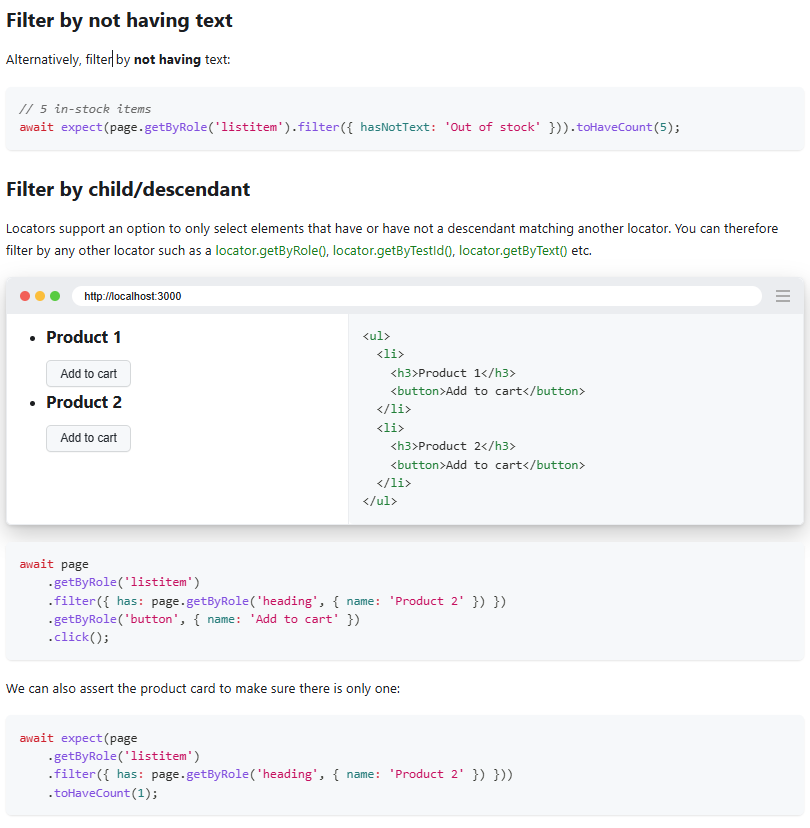 Filter by not having text
Alternatively, filter by not having text:
// 5 in-stock items
await expect(page.getByRole('listitem').filter({ hasNotText: 'Out of stock' })).toHaveCount(5);
Filter by child/descendant
Locators support an option to only select elements that have or have not a descendant matching another locator. You can therefore
filter by any other locator such as a locator.getByRole(), locator.getByTestId(), locator.getByText() etc.
http://localhost:3000
• Product 1
Add to cart
• Product 2
Add to cart
<ul>
  <li>
    <h3>Product 1</h3>
    <button>Add to cart</button>
  </li>
  <li>
    <h3>Product 2</h3>
    <button>Add to cart</button>
  </li>
</ul>
await page
    .getByRole('listitem')
    .filter({ has: page.getByRole('heading', { name: 'Product 2' }) })
    .getByRole('button', { name: 'Add to cart' })
    .click();
We can also assert the product card to make sure there is only one:
await expect(page
    .getByRole('listitem')
    .filter({ has: page.getByRole('heading', { name: 'Product 2' }) }))
    .toHaveCount(1);